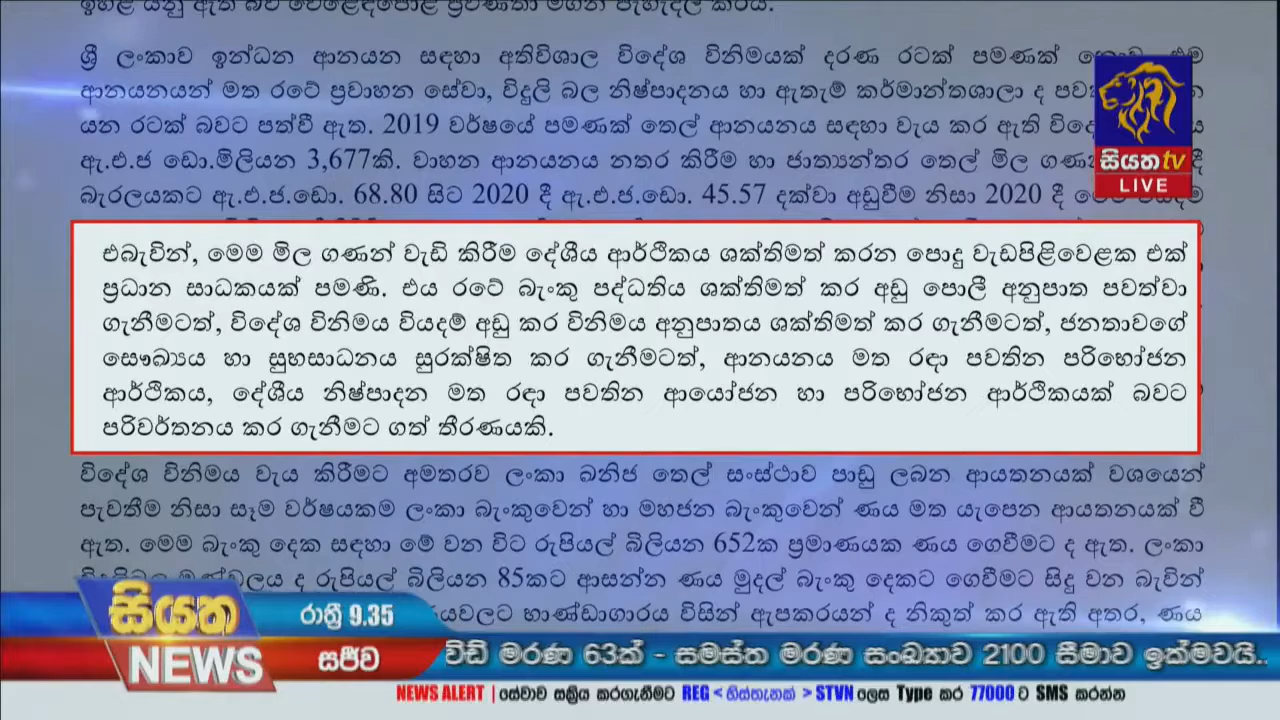 ඉහළ යනු ඇති බව වෙළෙඳපොළ ප්‍රවණතා මගින් පැහැදිලි කරයි.
ශ්‍රී ලංකාව ඉන්ධන ආනයන සඳහා අතිවිශාල විදේශ විනිමයක් දරණ රටක් පමණක්
ආනයනයන් මත රටේ ප්‍රවාහන සේවා, විදුලි බල නිෂ්පාදනය හා ඇතැම් කර්මාන්තශාලා ද
යන රටක් බවට පත්වී ඇත. 2019 වර්ෂයේ පමණක් තෙල් ආනයනය සඳහා වැය කර ඇති
ඇ.එ.ජ ඩො.මිලියන 3,677කි. වාහන ආනයනය නතර කිරීම හා ජාත්‍යන්තර තෙල් මිල
බැරලයකට ඇ.එ.ජ.ඩො. 68.80 සිට 2020 දී ඇ.එ.ජ.ඩො. 45.57 දක්වා අඩුවීම නිසා 2020 දී
සියත tv
LIVE
එබැවින්, මෙම මිල ගණන් වැඩි කිරීම දේශීය ආර්ථිකය ශක්තිමත් කරන පොදු වැඩපිළිවෙළක එක්
ප්‍රධාන සාධකයක් පමණි. එය රටේ බැංකු පද්ධතිය ශක්තිමත් කර අඩු පොලී අනුපාත පවත්වා
ගැනීමටත්, විදේශ විනිමය වියදම් අඩු කර විනිමය අනුපාතය ශක්තිමත් කර ගැනීමටත්, ජනතාවගේ
සෞඛ්‍යය හා සුභසාධනය සුරක්ෂිත කර ගැනීමටත්, ආනයනය මත රඳා පවතින පරිභෝජන
ආර්ථිකය, දේශීය නිෂ්පාදන මත රඳා පවතින ආයෝජන හා පරිභෝජන ආර්ථිකයක් බවට
පරිවර්තනය කර ගැනීමට ගත් තීරණයකි.
විදේශ විනිමය වැය කිරීමට අමතරව ලංකා ඛනිජ තෙල් සංස්ථාව පාඩු ලබන ආයතනයක් වශයෙන්
පැවතීම නිසා සෑම වර්ෂයකම ලංකා බැංකුවෙන් හා මහජන බැංකුවෙන් ණය මත යැපෙන ආයතනයක් වී
ඇත. මෙම බැංකු දෙක සඳහා මේ වන විට රුපියල් බිලියන 652ක ප්‍රමාණයක ණය ගෙවීමට ද ඇත. ලංකා
ද රුපියල් බිලියන 85කට ආසන්න ණය මුදල් බැංකු දෙකට ගෙවීමට සිදු වන බැවින්
භාණ්ඩාගාරය විසින් ඇපකරයන් ද නිකුත් කර ඇති අතර, ණය
සියත
NEWS
රාත්‍රී 9.35
සජීව
විඩ් මරණ 63ක් - සමස්ත මරණ සංඛ්‍යාව 2100 සීමාව ඉක්මවයි..
NEWS ALERT | සේවාව සක්‍රිය කරගැනීමට REG < හිස්තැනක් > STVN ලෙස Type කර 77000 ට SMS කරන්න